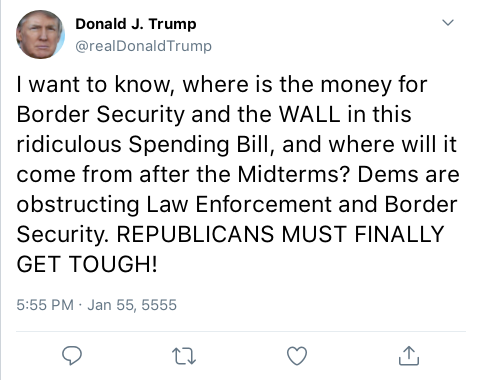 Donald J. Trump
@realDonaldTrump
I want to know, where is the money for
Border Security and the WALL in this
ridiculous Spending Bill, and where will it
come from after the Midterms? Dems are
obstructing Law Enforcement and Border
Security. REPUBLICANS MUST FINALLY
GET TOUGH!
5:55 PM · Jan 55, 5555